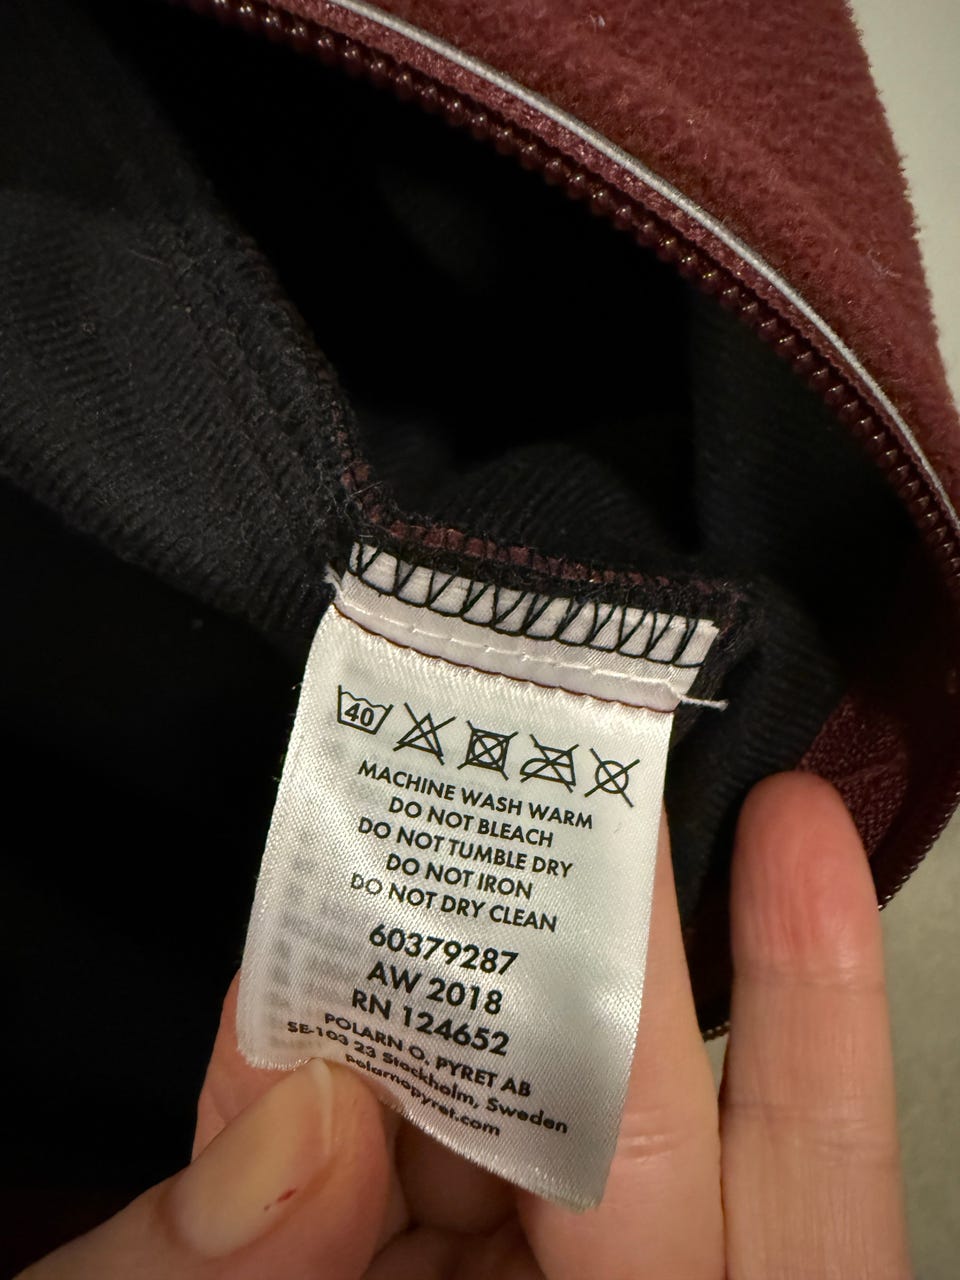 40
MACHINE WASH WARM
DO NOT BLEACH
DO NOT TUMBLE DRY
DO NOT IRON
DO NOT DRY CLEAN
60379287
AW 2018
RN 124652
POLARN O. PYRET AB
SE-103 23 Stockholm, Sweden
polarnopyret.com